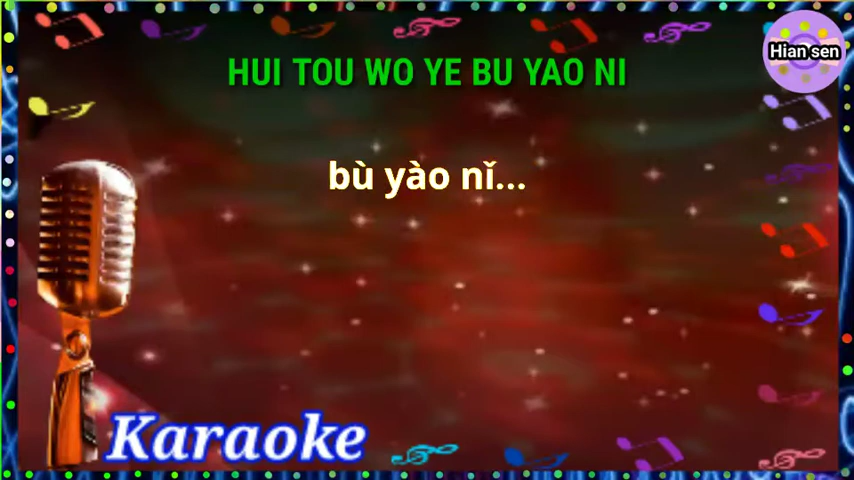 Hian sen
HUI TOU WO YE BU YAO NI
bù yào nǐ...
Karaoke